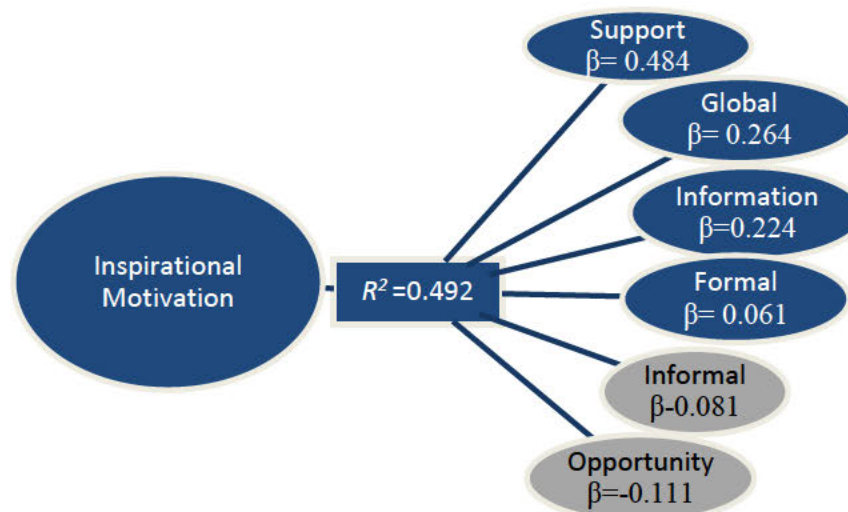 Support
β= 0.484
Global
β= 0.264
Information
β=0.224
Inspirational
Motivation
R² =0.492
Formal
β= 0.061
Informal
β-0.081
Opportunity
β=-0.111